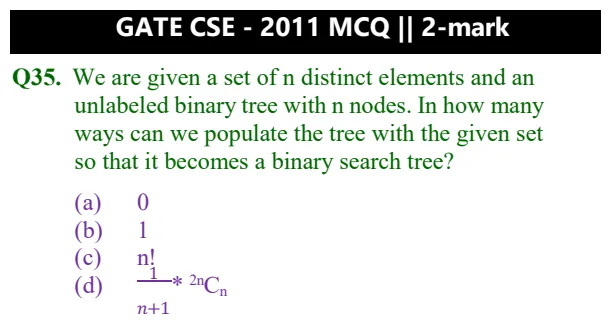 GATE CSE - 2011 MCQ || 2-mark
Q35. We are given a set of n distinct elements and an
unlabeled binary tree with n nodes. In how many
ways can we populate the tree with the given set
so that it becomes a binary search tree?
(a) 0
(b) 1
(c) n!
(d) 1/n+1 * ²ⁿCₙ